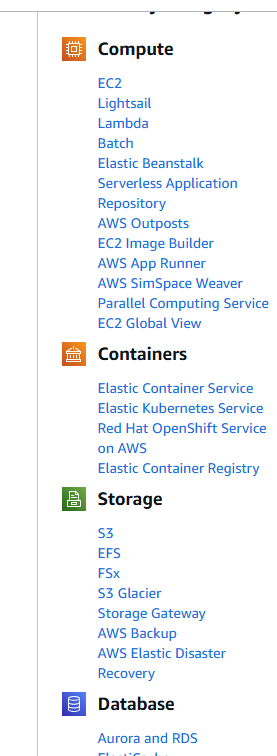 Compute
EC2
Lightsail
Lambda
Batch
Elastic Beanstalk
Serverless Application
Repository
AWS Outposts
EC2 Image Builder
AWS App Runner
AWS SimSpace Weaver
Parallel Computing Service
EC2 Global View
Containers
Elastic Container Service
Elastic Kubernetes Service
Red Hat OpenShift Service
on AWS
Elastic Container Registry
Storage
S3
EFS
FSx
S3 Glacier
Storage Gateway
AWS Backup
AWS Elastic Disaster
Recovery
Database
Aurora and RDS